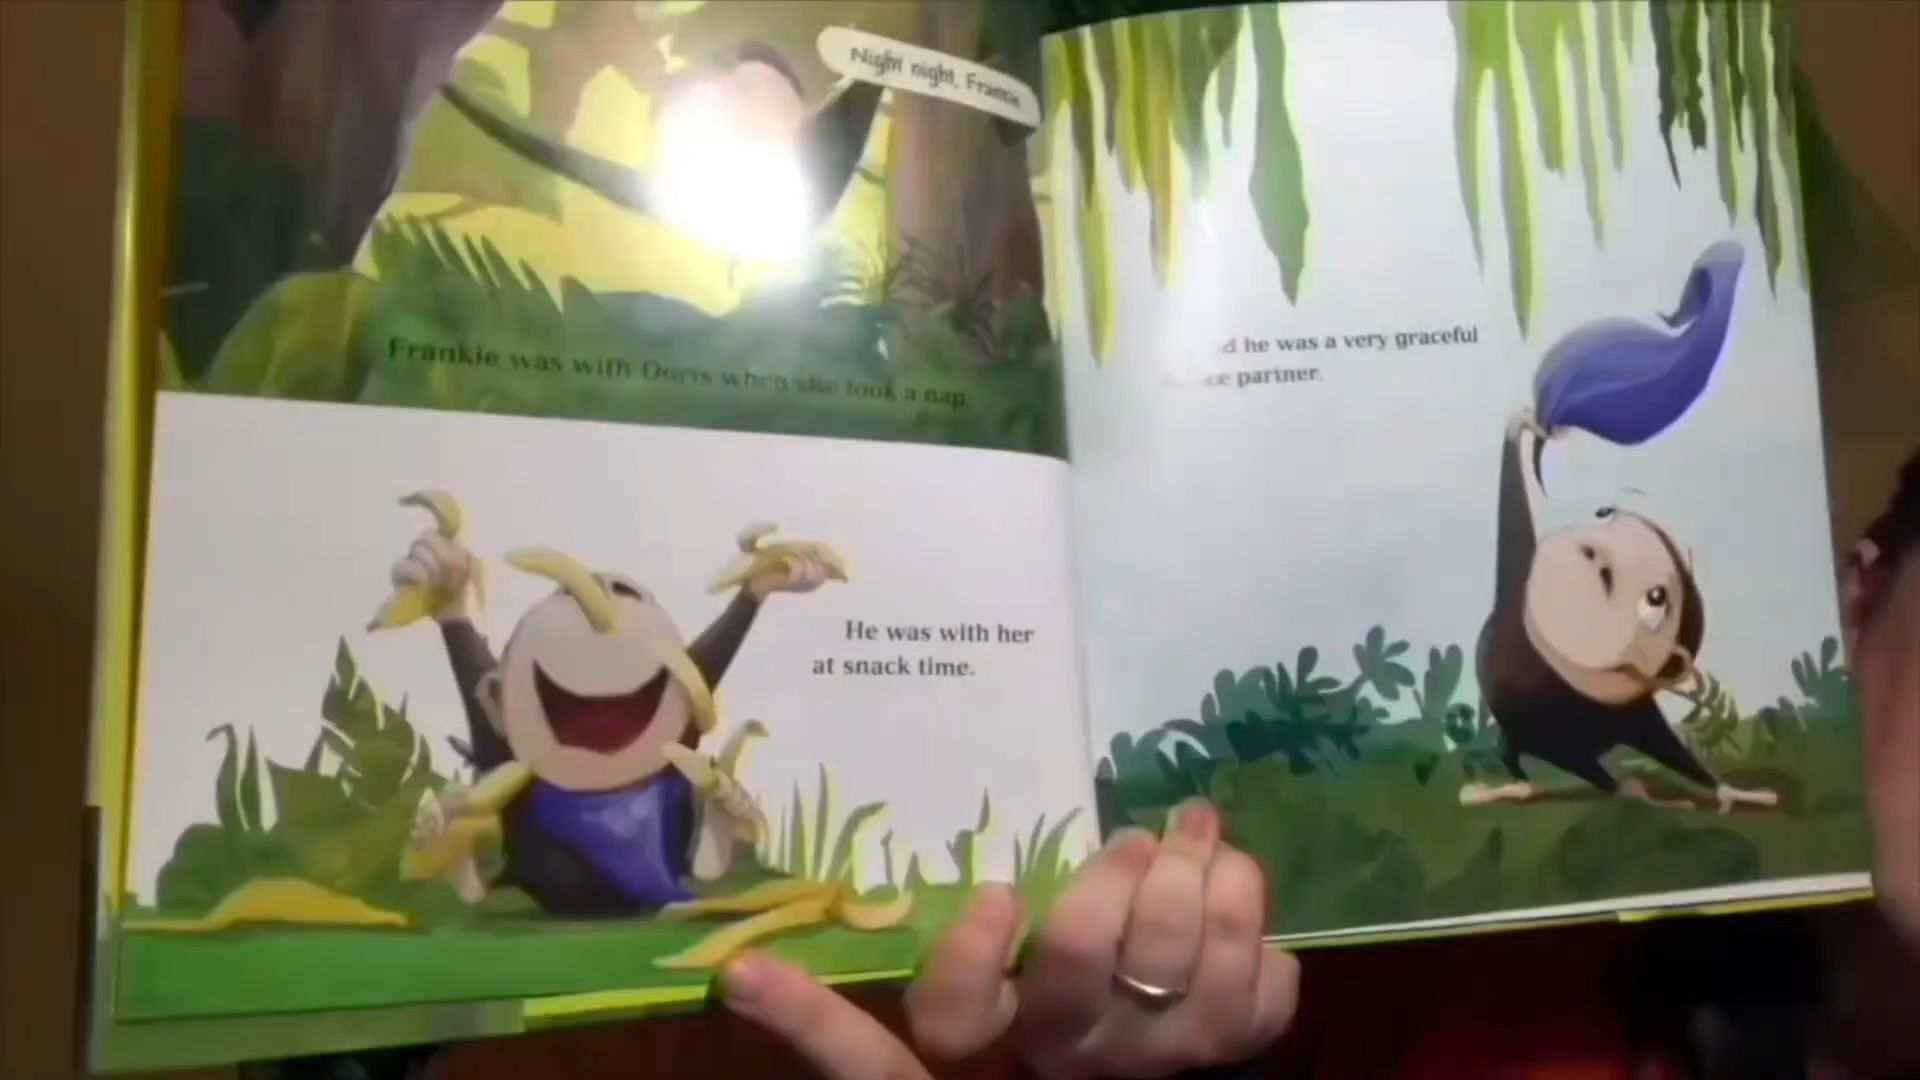 Night night, Frankie.
Frankie was with Doris when she took a nap.
He was with her
at snack time.
he was a very graceful
partner.